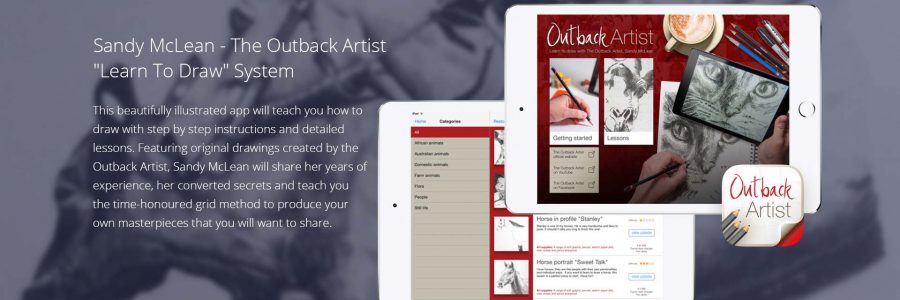 Sandy McLean - The Outback Artist
"Learn To Draw" System
This beautifully illustrated app will teach you how to
draw with step by step instructions and detailed
lessons. Featuring original drawings created by the
Outback Artist, Sandy McLean will share her years of
experience, her converted secrets and teach you
the time-honoured grid method to produce your
own masterpieces that you will want to share.
Outback Artist
Learn to draw with The Outback Artist, Sandy McLean
Getting started
Lessons
The Outback Artist
official website
The Outback Artist
on YouTube
The Outback Artist
on Facebook
iPad
Home
Categories
All
African animals
Australian animals
Domestic animals
Farm animals
Flora
People
Still life
Outback
Artist
Horse in profile "Stanley"
VIEW LESSON
Horse portrait "Sweet Talk"
VIEW LESSON